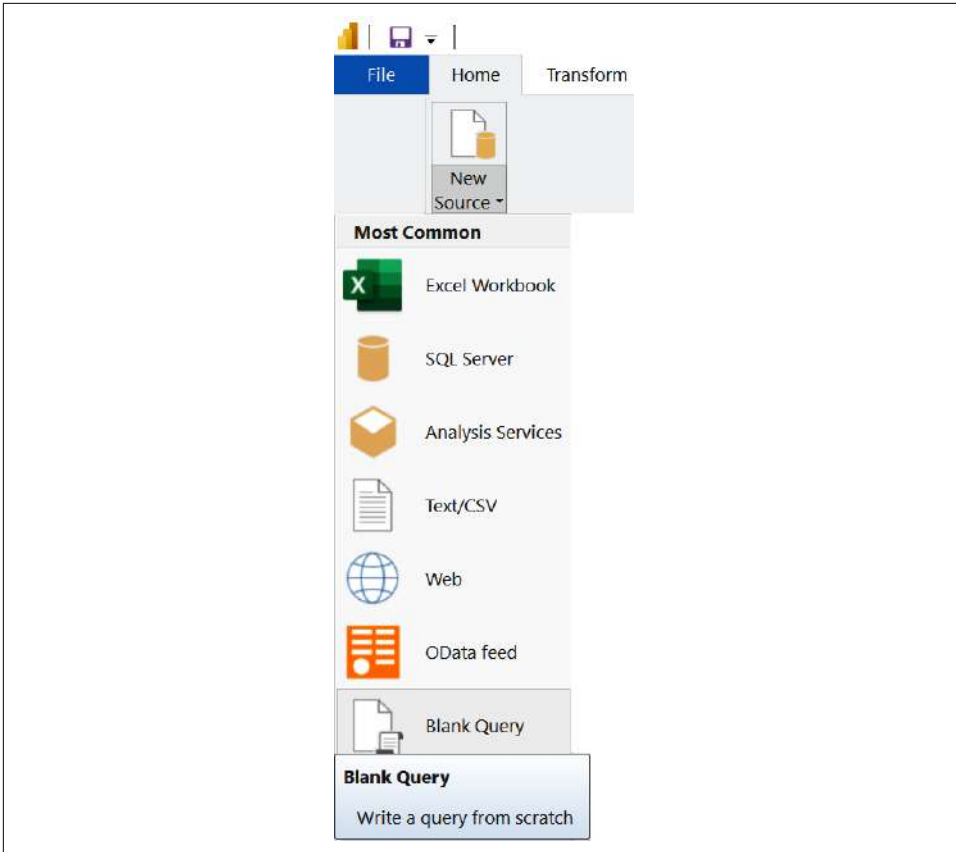 File Home Transform
New
Source
Most Common
X Excel Workbook
SQL Server
Analysis Services
Text/CSV
Web
OData feed
Blank Query
Blank Query
Write a query from scratch